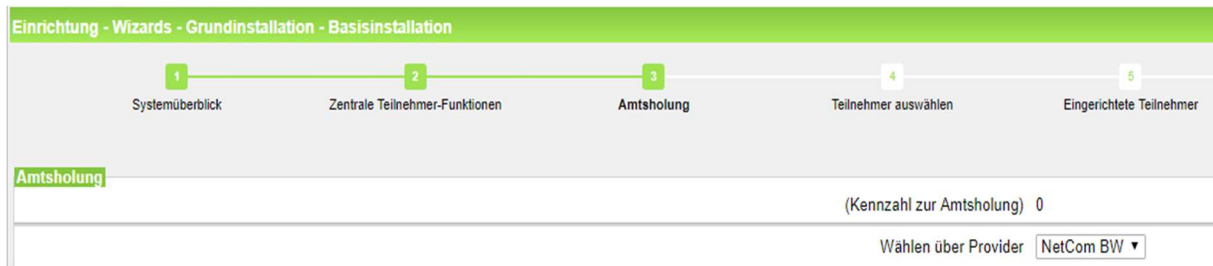 Einrichtung - Wizards - Grundinstallation - Basisinstallation
1 2 3 4 5
Systemüberblick Zentrale Teilnehmer-Funktionen Amtsholung Teilnehmer auswählen Eingerichtete Teilnehmer
Amtsholung
(Kennzahl zur Amtsholung) 0
Wählen über Provider NetCom BW